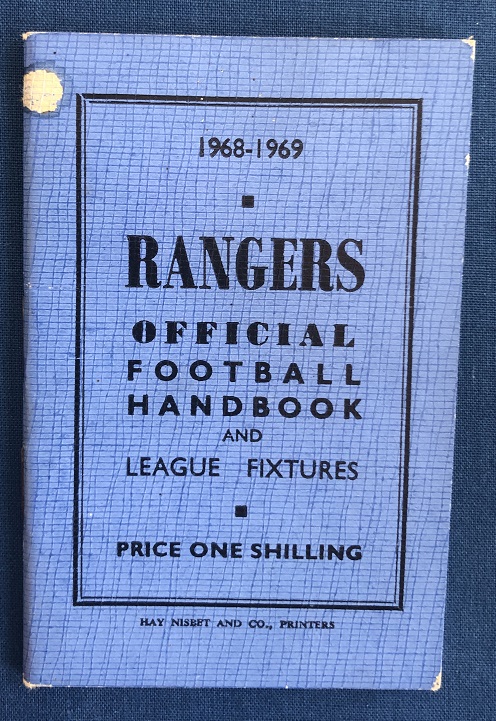 1968-1969
RANGERS
OFFICIAL
FOOTBALL
HANDBOOK
AND
LEAGUE FIXTURES
PRICE ONE SHILLING
HAY NISBET AND CO., PRINTERS